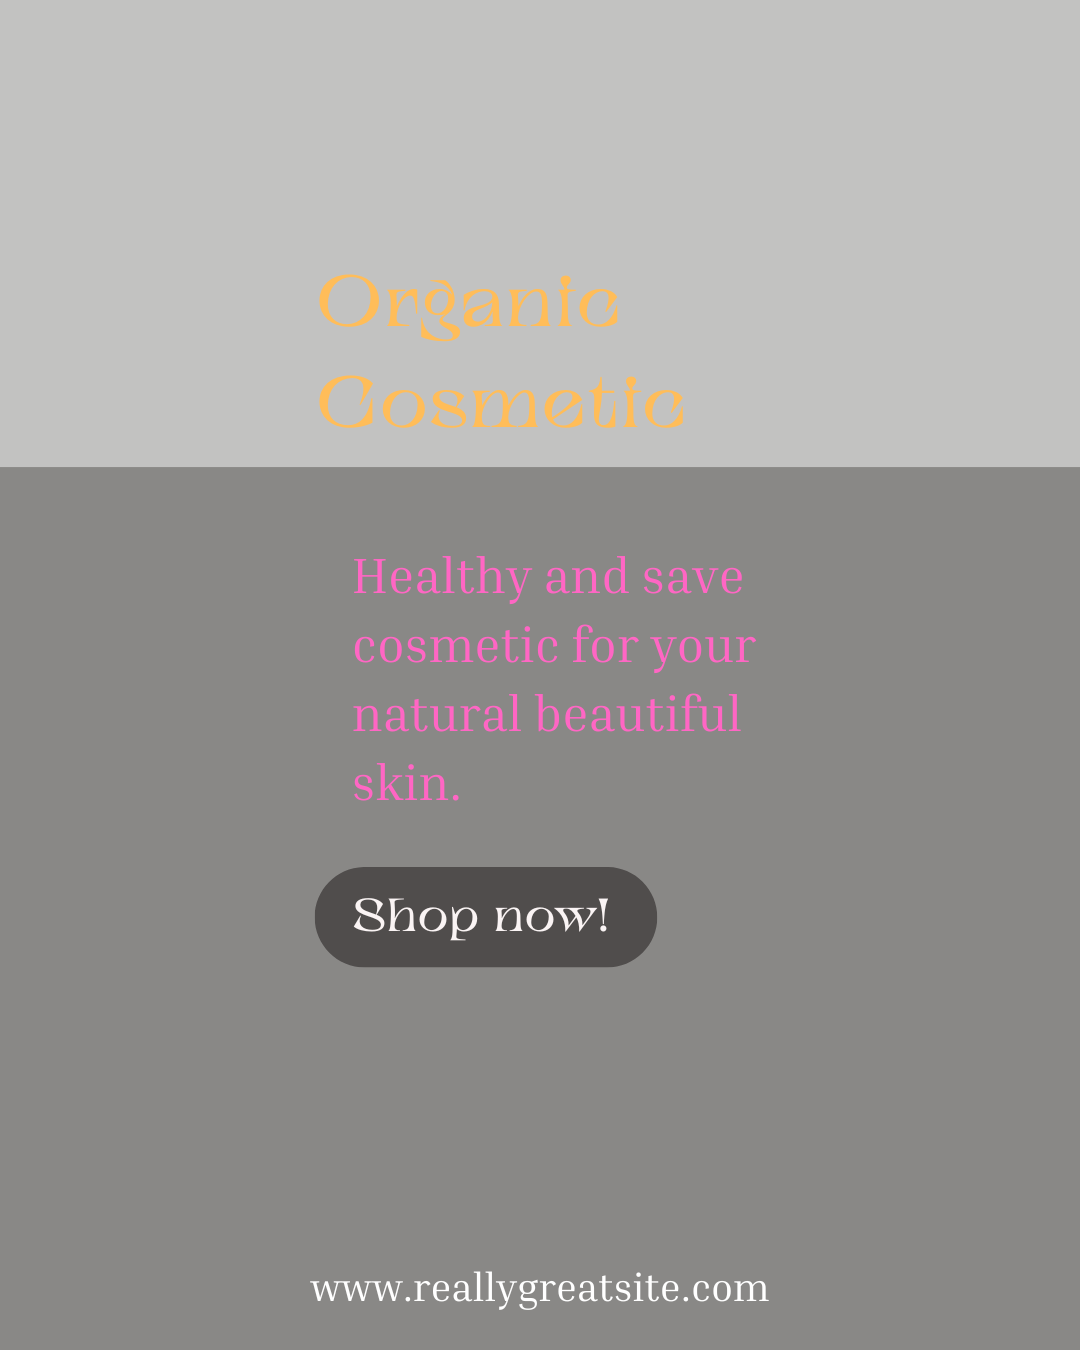 Organic
Cosmetic
Healthy and save
cosmetic for your
natural beautiful
skin.
Shop now!
www.reallygreatsite.com